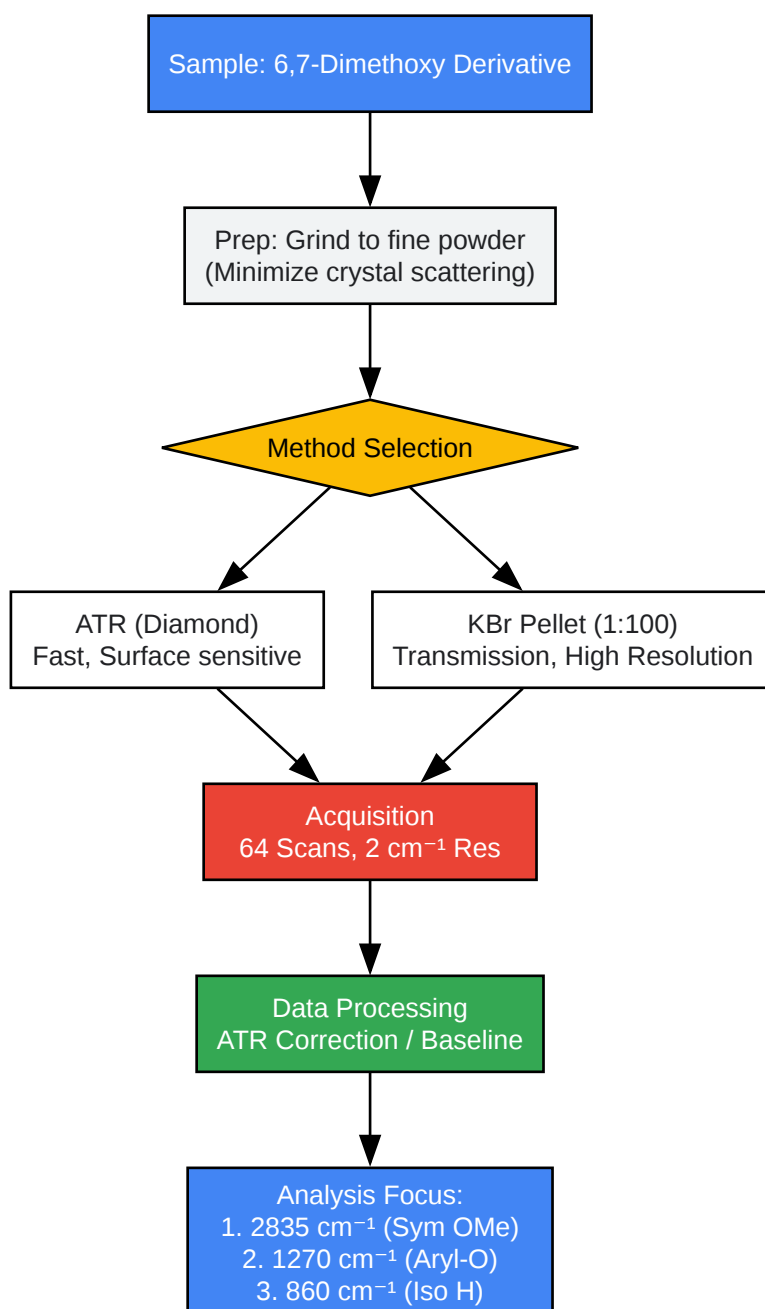 Sample: 6,7-Dimethoxy Derivative
Prep: Grind to fine powder
(Minimize crystal scattering)
Method Selection
ATR (Diamond)
Fast, Surface sensitive
KBr Pellet (1:100)
Transmission, High Resolution
Acquisition
64 Scans, 2 cm⁻¹ Res
Data Processing
ATR Correction / Baseline
Analysis Focus:
1. 2835 cm⁻¹ (Sym OMe)
2. 1270 cm⁻¹ (Aryl-O)
3. 860 cm⁻¹ (Iso H)